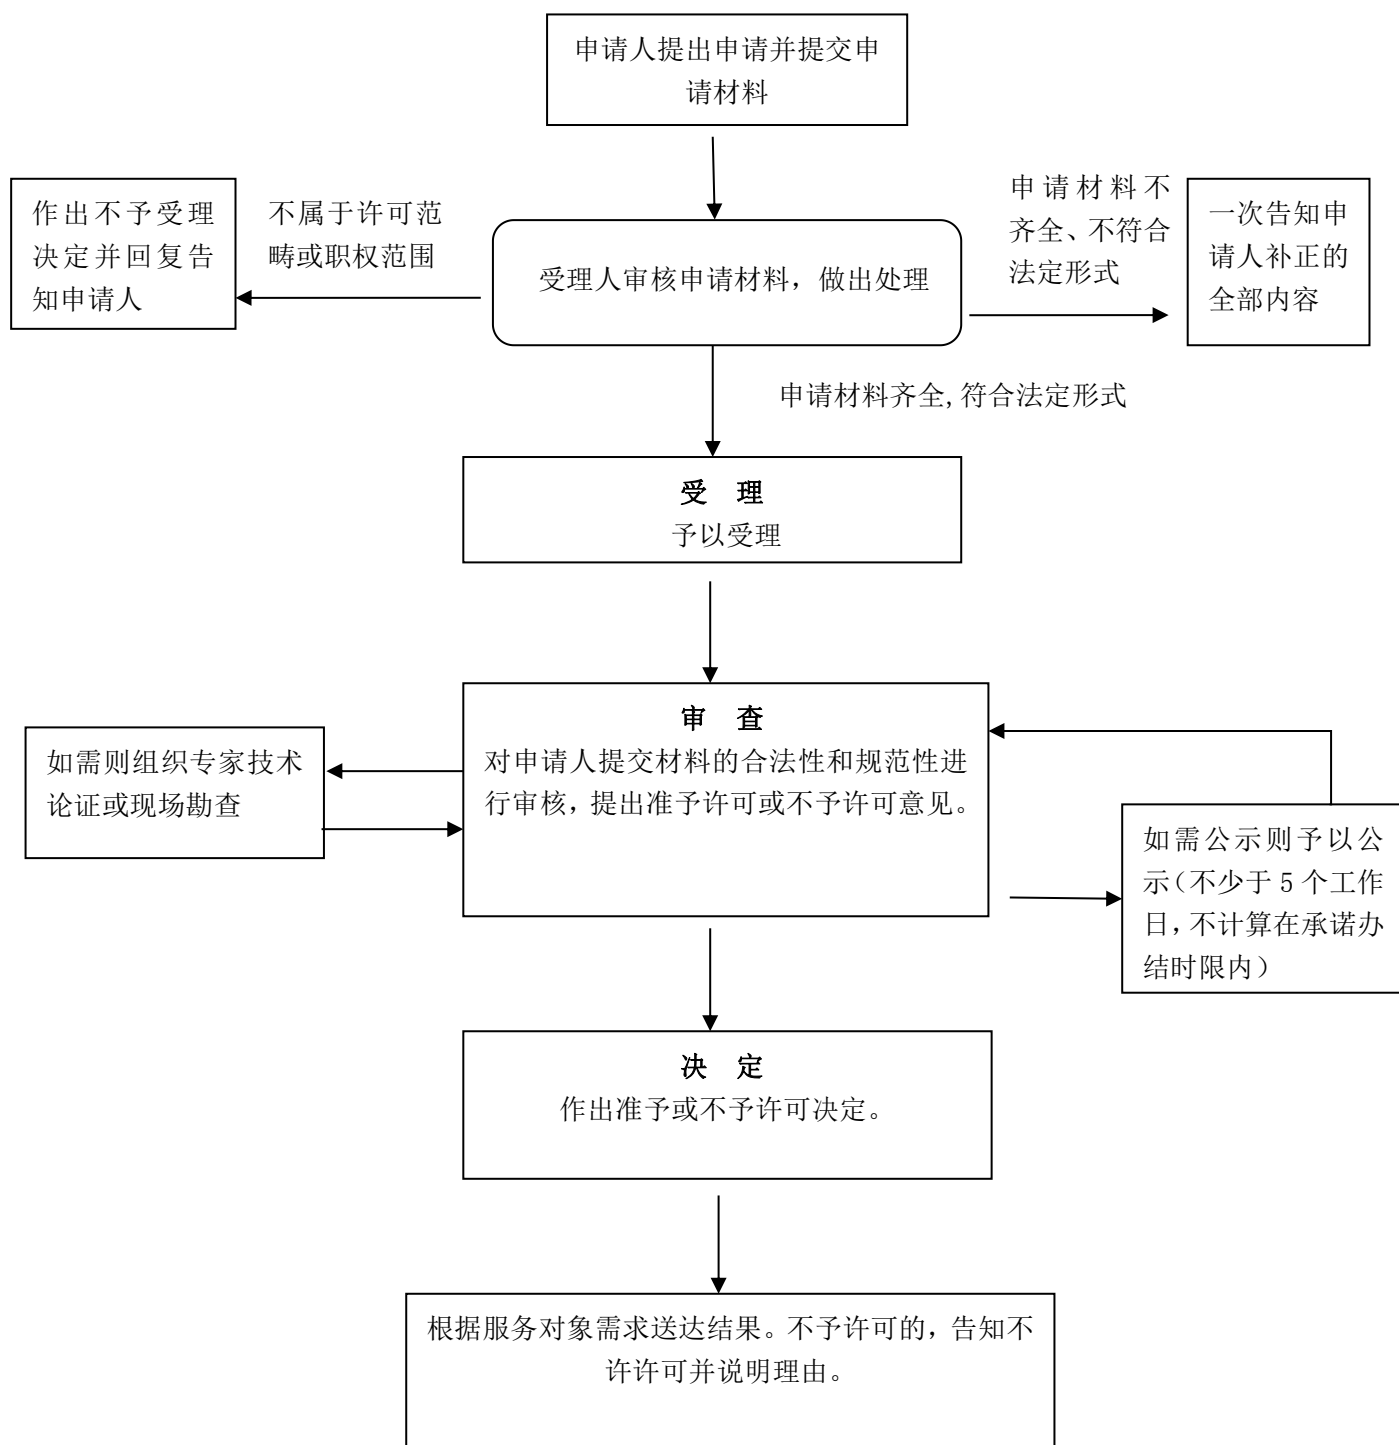 申请人提出申请并提交申
请材料
作出不予受理
决定并回复告
知申请人
不属于许可范
畴或职权范围
受理人审核申请材料，做出处理
申请材料不
齐全、不符合
法定形式
一次告知申
请人补正的
全部内容
申请材料齐全,符合法定形式
受 理
予以受理
审 查
对申请人提交材料的合法性和规范性进
行审核，提出准予许可或不予许可意见。
如需则组织专家技术
论证或现场勘查
如需公示则予以公
示（不少于 5 个工作
日，不计算在承诺办
结时限内）
决 定
作出准予或不予许可决定。
根据服务对象需求送达结果。不予许可的，告知不
许许可并说明理由。